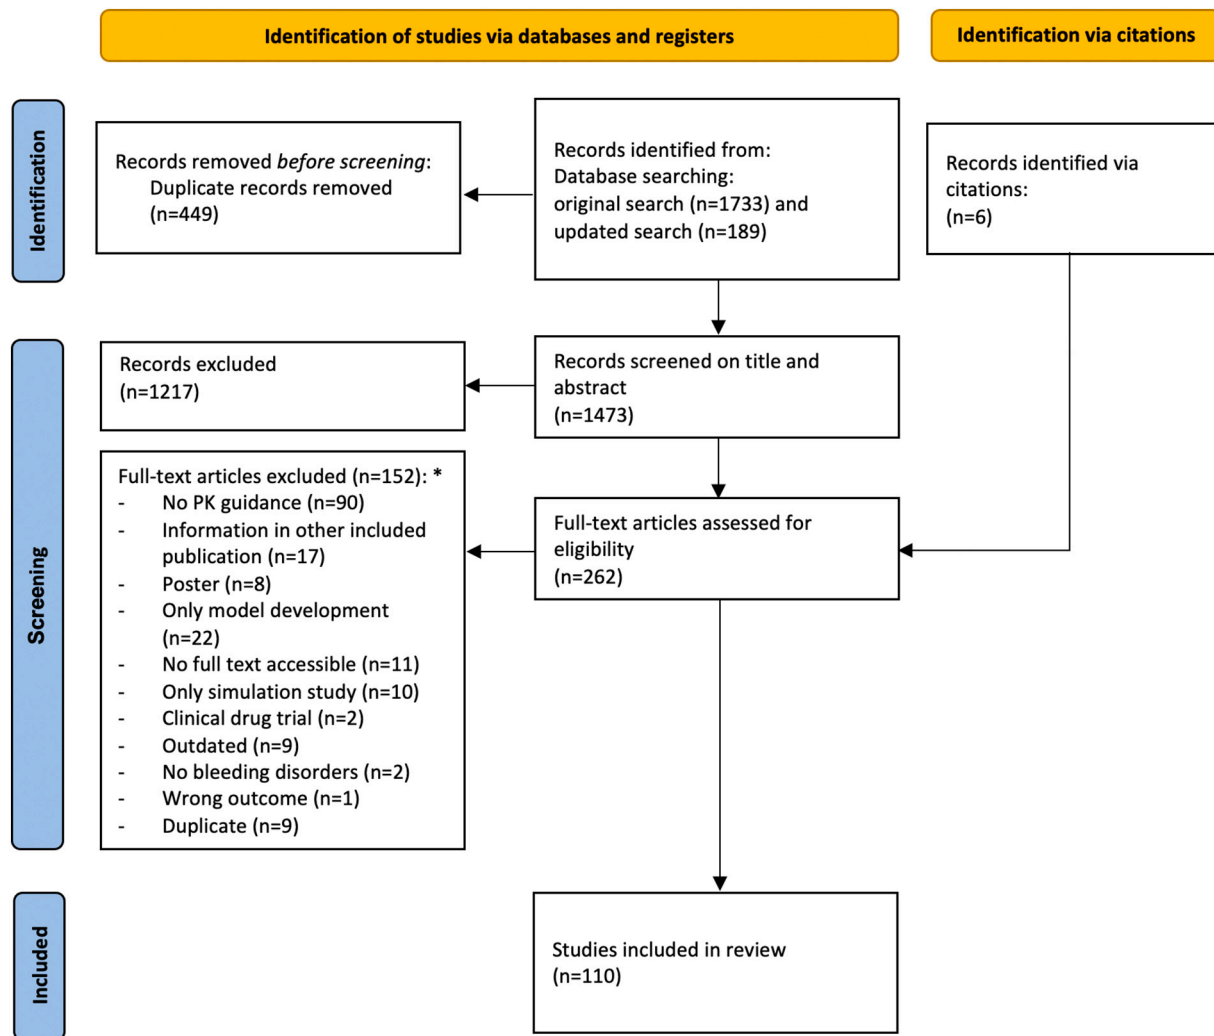 Identification of studies via databases and registers
Identification via citations
Identification
Records removed before screening:
Duplicate records removed
(n=449)
Records identified from:
Database searching:
original search (n=1733) and
updated search (n=189)
Records identified via
citations:
(n=6)
Screening
Records excluded
(n=1217)
Records screened on title and
abstract
(n=1473)
Full-text articles excluded (n=152): *
- No PK guidance (n=90)
- Information in other included
publication (n=17)
- Poster (n=8)
- Only model development
(n=22)
- No full text accessible (n=11)
- Only simulation study (n=10)
- Clinical drug trial (n=2)
- Outdated (n=9)
- No bleeding disorders (n=2)
- Wrong outcome (n=1)
- Duplicate (n=9)
Full-text articles assessed for
eligibility
(n=262)
Included
Studies included in review
(n=110)